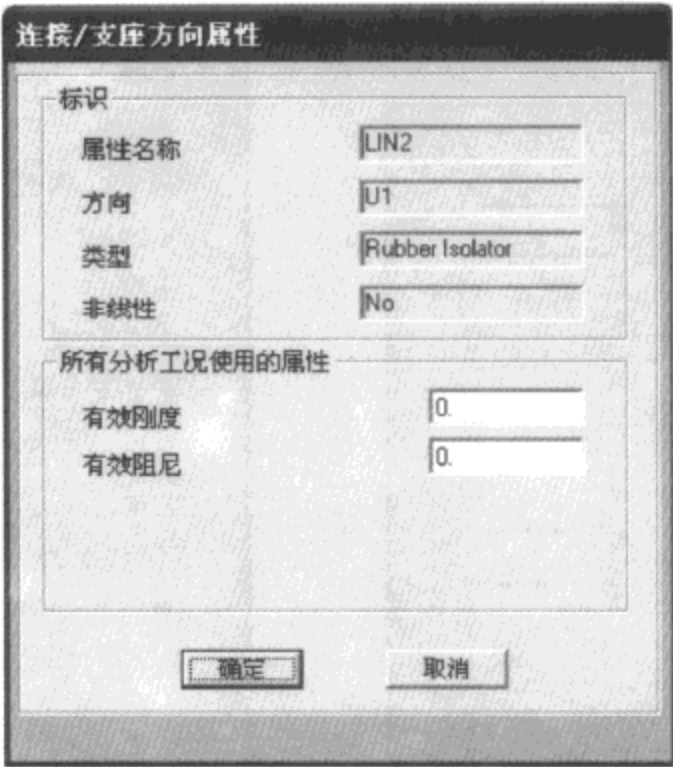 连接/支座方向属性
标识
属性名称 LIN2
方向 U1
类型 Rubber Isolator
非线性 No
所有分析工况使用的属性
有效刚度 0.
有效阻尼 0.
确定 取消